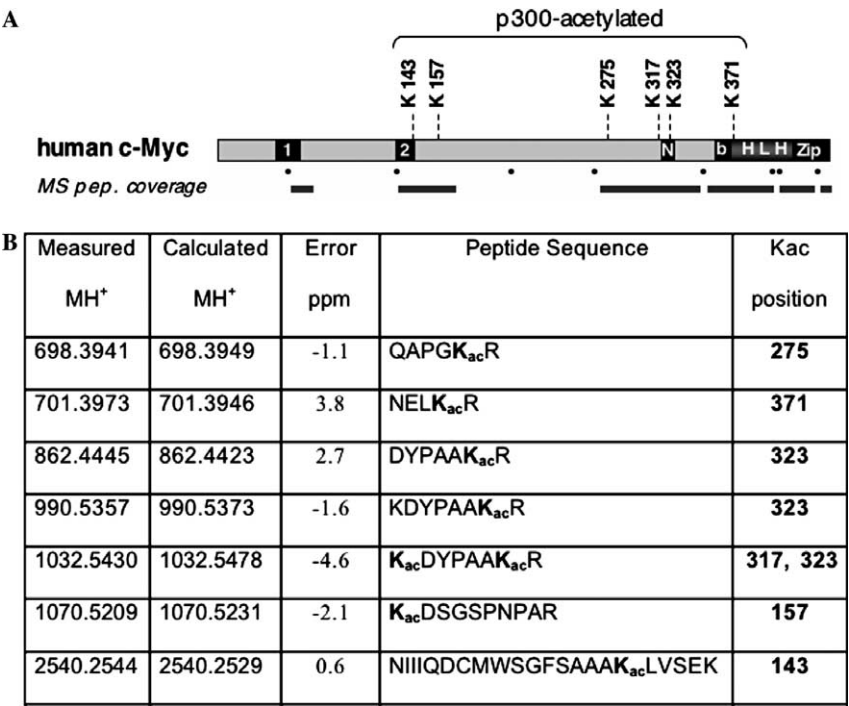 A
p300-acetylated
K 143
K 157
K 275
K 317
K 323
K 371
human c-Myc
1
2
N
b
H L H
Zip
MS pep. coverage
B
Measured MH+ Calculated MH+ Error ppm Peptide Sequence Kac position
698.3941 698.3949 -1.1 QAPGKacR 275
701.3973 701.3946 3.8 NELKacR 371
862.4445 862.4423 2.7 DYPAAKacR 323
990.5357 990.5373 -1.6 KDYPAAKacR 323
1032.5430 1032.5478 -4.6 KacDYPAAKacR 317, 323
1070.5209 1070.5231 -2.1 KacDSGSPNPAR 157
2540.2544 2540.2529 0.6 NIIIQDCMWSGFSAAAKacLVSEK 143